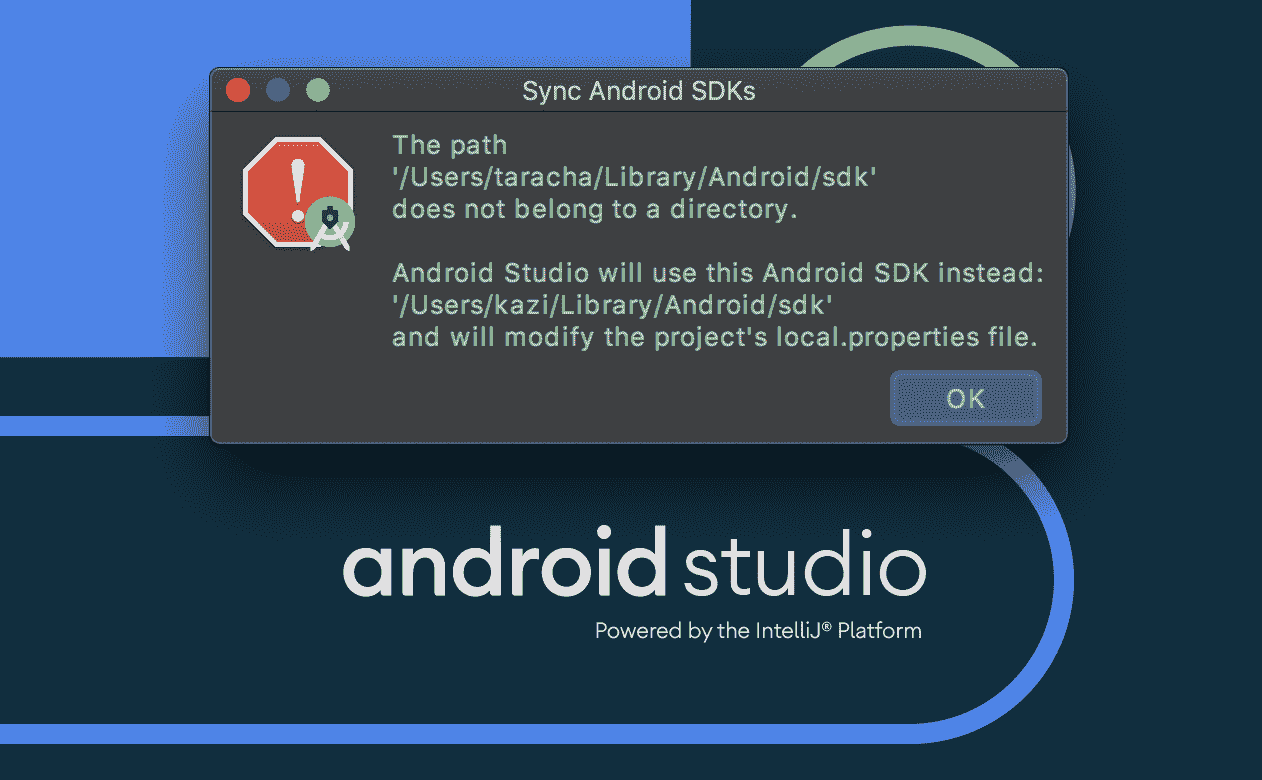 Sync Android SDKs
The path
'/Users/taracha/Library/Android/sdk'
does not belong to a directory.
Android Studio will use this Android SDK instead:
'/Users/kazi/Library/Android/sdk'
and will modify the project's local.properties file.
OK
android studio
Powered by the IntelliJ® Platform